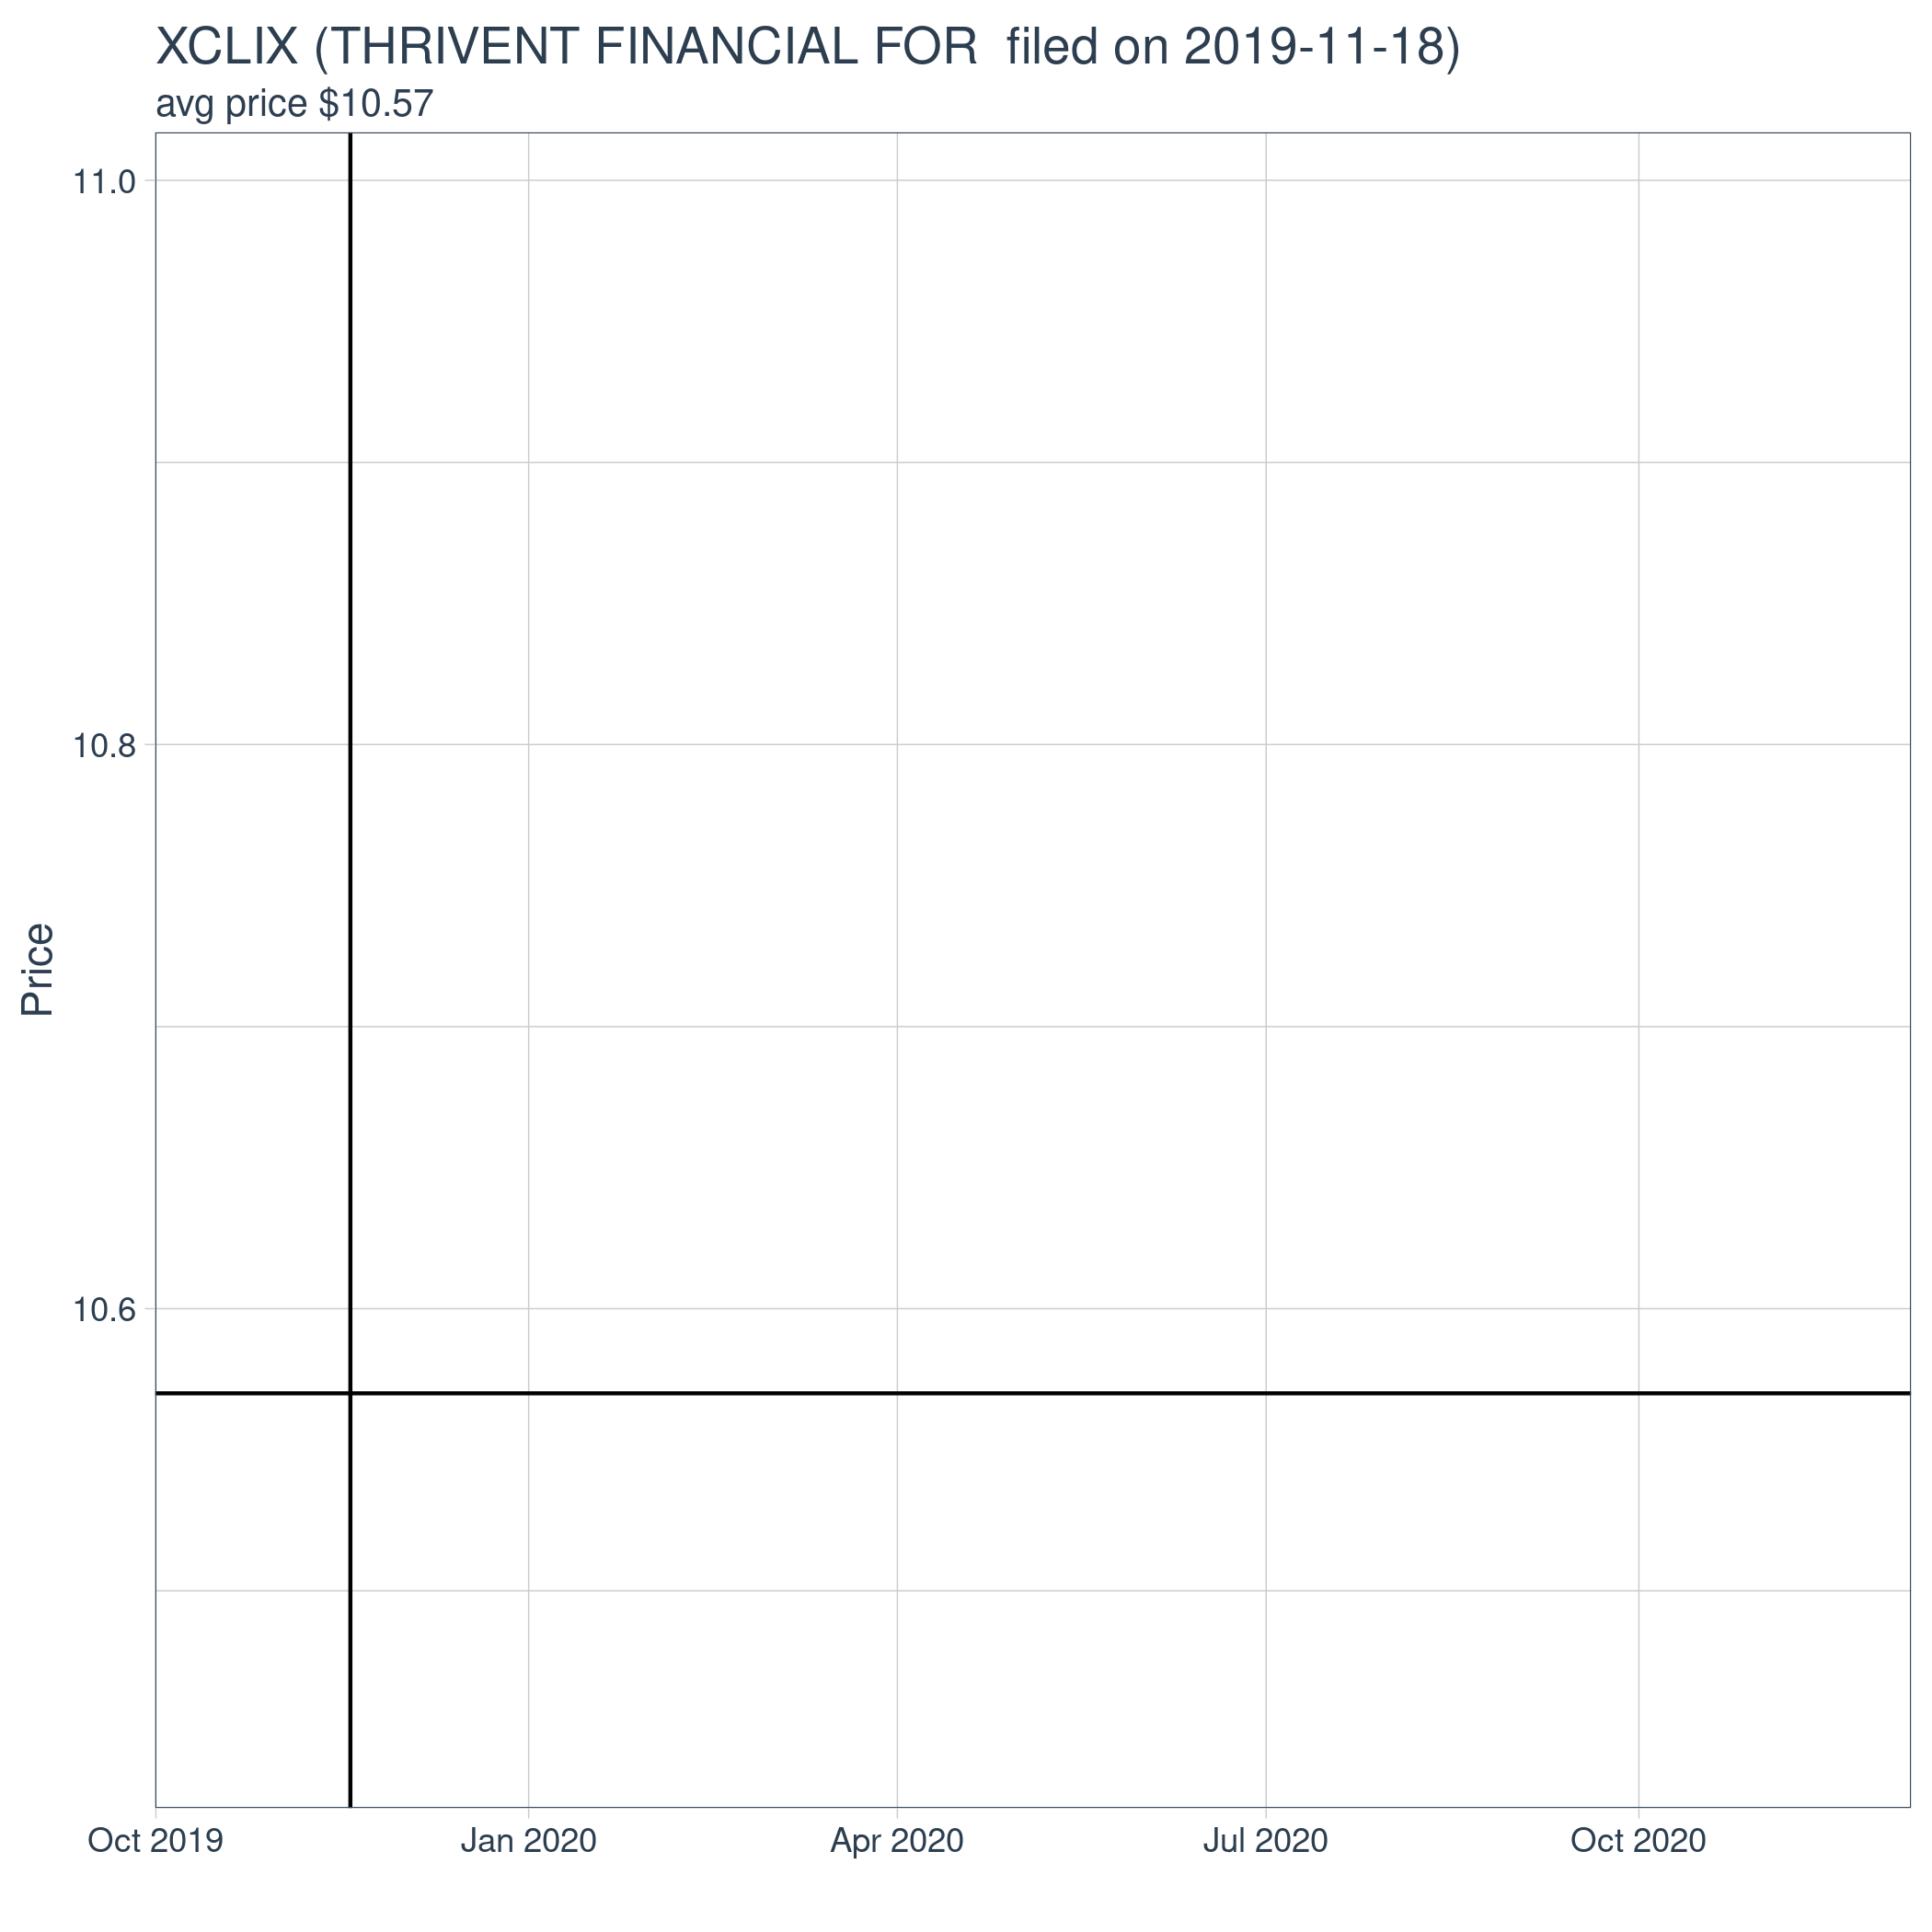 XCLIX (THRIVENT FINANCIAL FOR  filed on 2019-11-18)
avg price $10.57
11.0
10.8
10.6
Price
Oct 2019 Jan 2020 Apr 2020 Jul 2020 Oct 2020